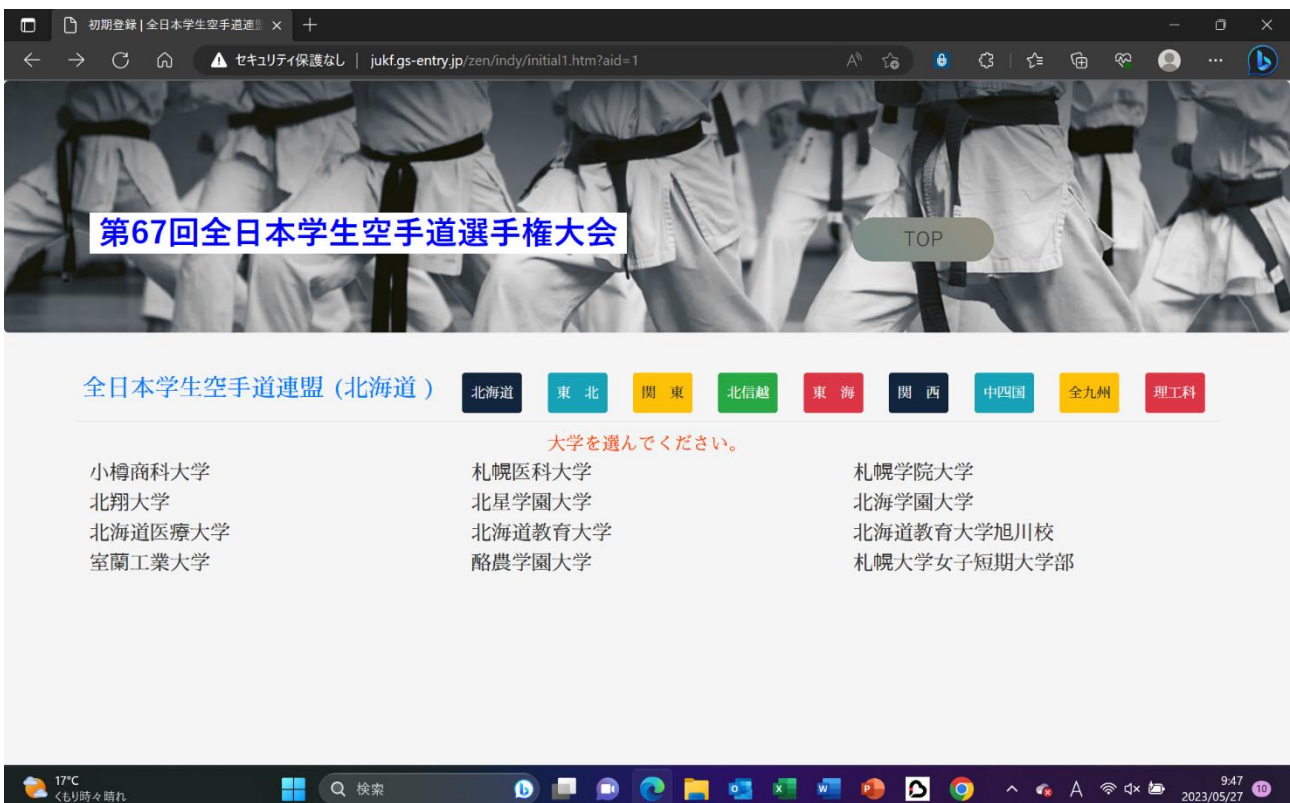 初期登録 | 全日本学生空手道連盟
セキュリティ保護なし | jukf.gs-entry.jp/zen/indy/initial1.htm?aid=1
第67回全日本学生空手道選手権大会
TOP
全日本学生空手道連盟 (北海道 ) 北海道 東 北 関 東 北信越 東 海 関 西 中四国 全九州 理工科
大学を選んでください。
小樽商科大学 札幌医科大学 札幌学院大学
北翔大学 北星学園大学 北海学園大学
北海道医療大学 北海道教育大学 北海道教育大学旭川校
室蘭工業大学 酪農学園大学 札幌大学女子短期大学部
17°C
くもり時々晴れ
検索
A
9:47
2023/05/27
10